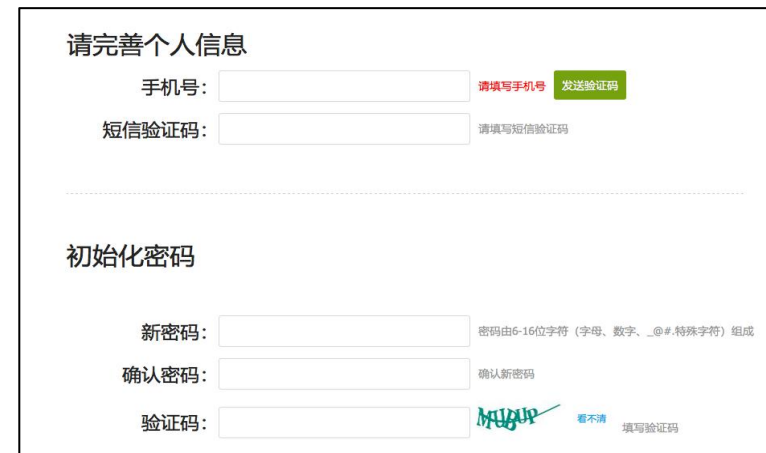 请完善个人信息
手机号： 请填写手机号 发送验证码
短信验证码： 请填写短信验证码
初始化密码
新密码： 密码由6-16位字符（字母、数字、_@#.特殊字符）组成
确认密码： 确认新密码
验证码： 看不清 填写验证码